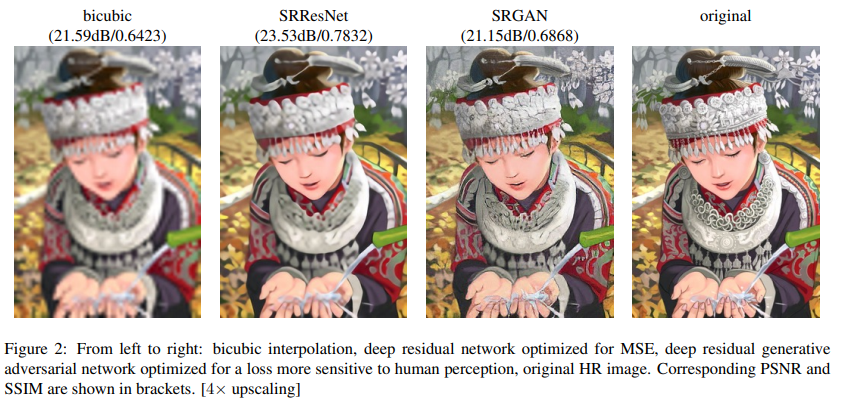 bicubic
(21.59dB/0.6423)
SRResNet
(23.53dB/0.7832)
SRGAN
(21.15dB/0.6868)
original
Figure 2: From left to right: bicubic interpolation, deep residual network optimized for MSE, deep residual generative
adversarial network optimized for a loss more sensitive to human perception, original HR image. Corresponding PSNR and
SSIM are shown in brackets. [4× upscaling]